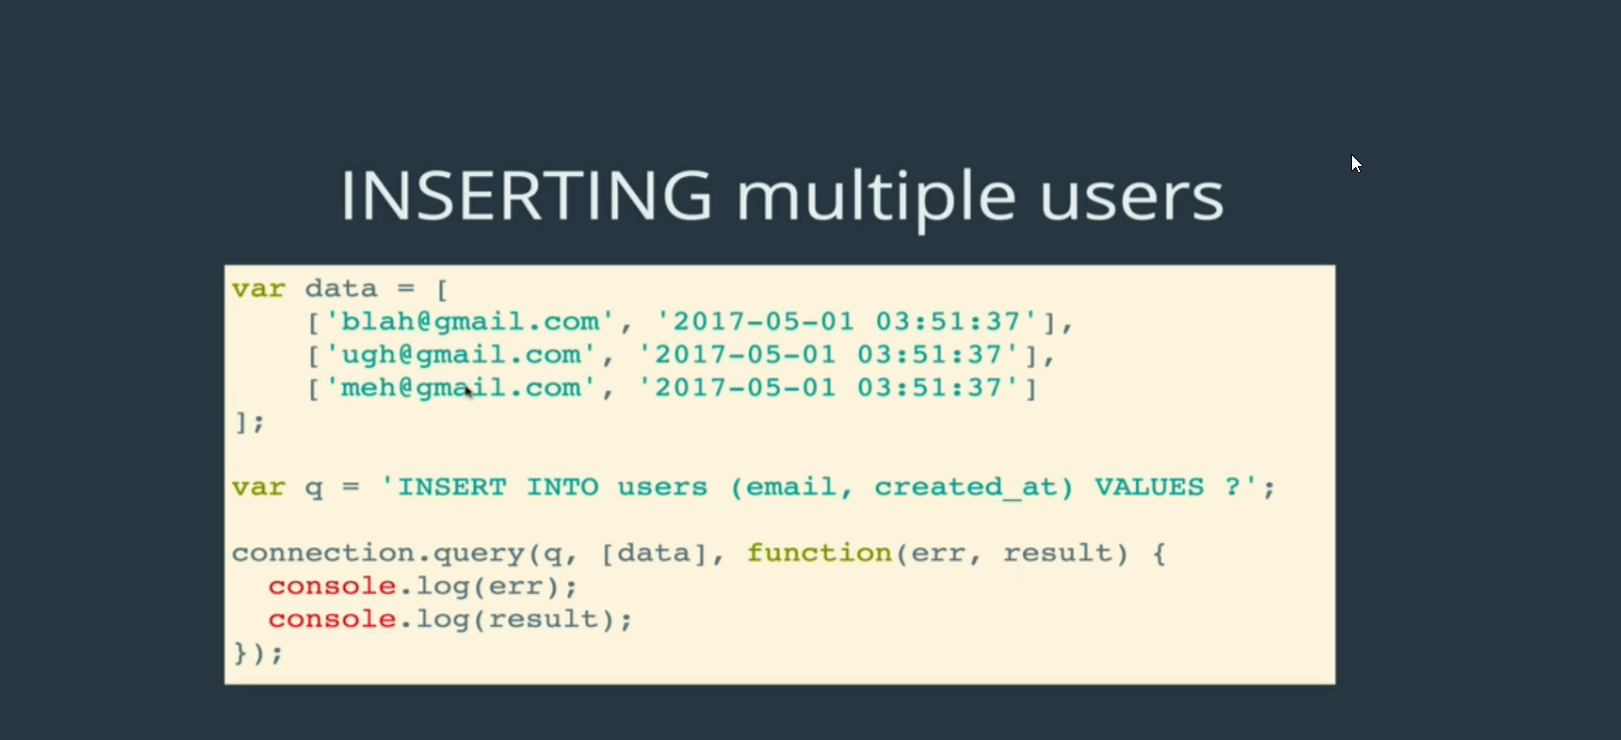 INSERTING multiple users
var data = [
    ['blah@gmail.com', '2017-05-01 03:51:37'],
    ['ugh@gmail.com', '2017-05-01 03:51:37'],
    ['meh@gmail.com', '2017-05-01 03:51:37']
];
var q = 'INSERT INTO users (email, created_at) VALUES ?';
connection.query(q, [data], function(err, result) {
  console.log(err);
  console.log(result);
});